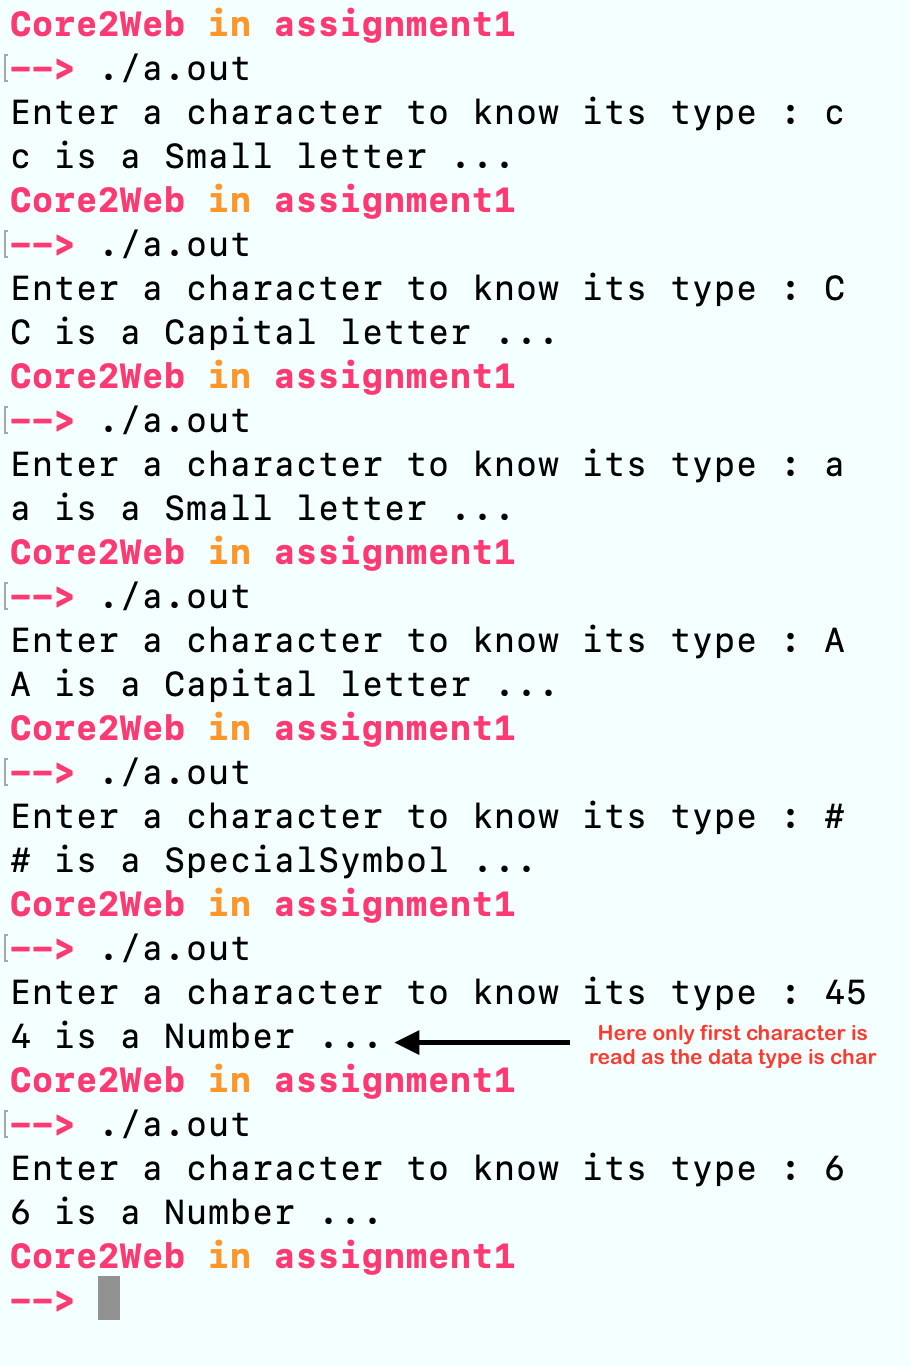 Core2Web in assignment1
[--> ./a.out
Enter a character to know its type : c
c is a Small letter ...
Core2Web in assignment1
[--> ./a.out
Enter a character to know its type : C
C is a Capital letter ...
Core2Web in assignment1
[--> ./a.out
Enter a character to know its type : a
a is a Small letter ...
Core2Web in assignment1
[--> ./a.out
Enter a character to know its type : A
A is a Capital letter ...
Core2Web in assignment1
[--> ./a.out
Enter a character to know its type : #
# is a SpecialSymbol ...
Core2Web in assignment1
[--> ./a.out
Enter a character to know its type : 45
4 is a Number ...
Here only first character is
read as the data type is char
Core2Web in assignment1
[--> ./a.out
Enter a character to know its type : 6
6 is a Number ...
Core2Web in assignment1
-->